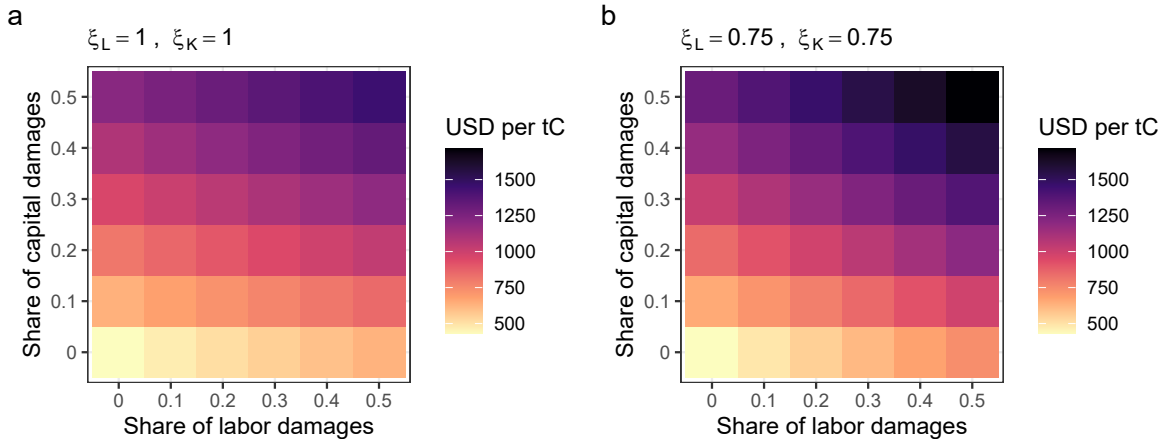 a
ξL = 1 , ξK = 1
Share of capital damages
0.5
0.4
0.3
0.2
0.1
0
0 0.1 0.2 0.3 0.4 0.5
Share of labor damages
USD per tC
1500
1250
1000
750
500
b
ξL = 0.75 , ξK = 0.75
Share of capital damages
0.5
0.4
0.3
0.2
0.1
0
0 0.1 0.2 0.3 0.4 0.5
Share of labor damages
USD per tC
1500
1250
1000
750
500